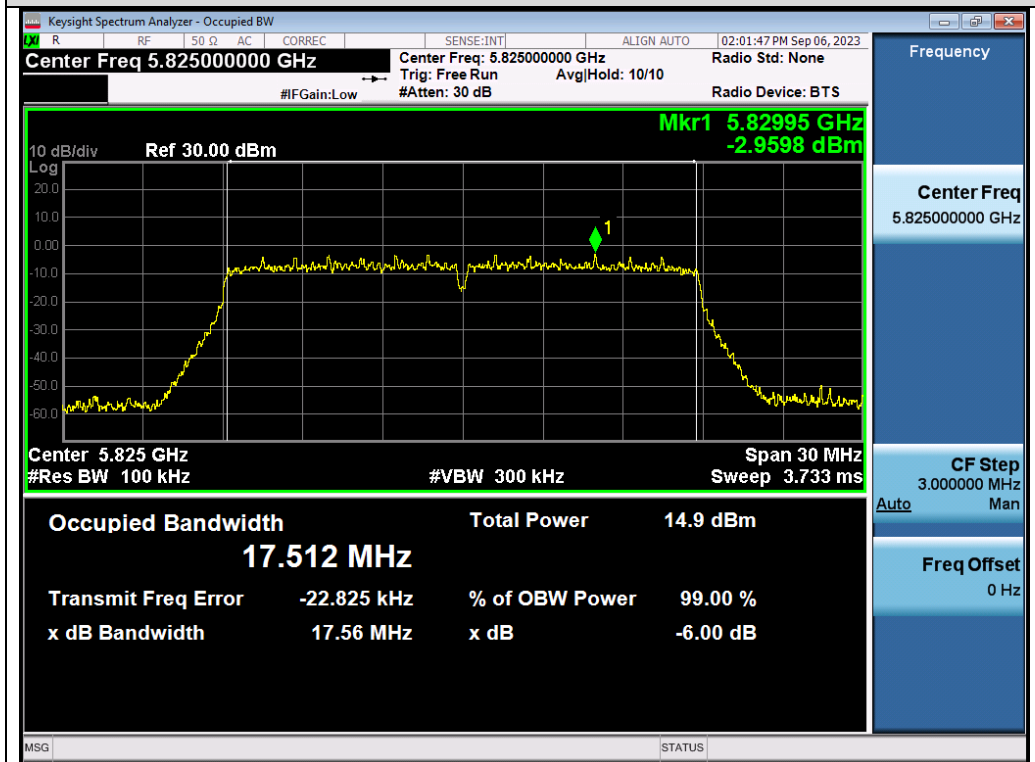 Keysight Spectrum Analyzer - Occupied BW
LXI R RF 50 Ω AC CORREC SENSE:INT ALIGN AUTO 02:01:47 PM Sep 06, 2023
Center Freq 5.825000000 GHz Center Freq: 5.825000000 GHz Radio Std: None
Trig: Free Run Avg|Hold: 10/10
#IFGain:Low #Atten: 30 dB Radio Device: BTS
Frequency
Mkr1 5.82995 GHz
10 dB/div Ref 30.00 dBm -2.9598 dBm
Log
20.0
10.0
0.00
-10.0
-20.0
-30.0
-40.0
-50.0
-60.0
1
Center 5.825 GHz Span 30 MHz
#Res BW 100 kHz #VBW 300 kHz Sweep 3.733 ms
Occupied Bandwidth Total Power 14.9 dBm
17.512 MHz
Transmit Freq Error -22.825 kHz % of OBW Power 99.00 %
x dB Bandwidth 17.56 MHz x dB -6.00 dB
Center Freq
5.825000000 GHz
CF Step
3.000000 MHz
Auto Man
Freq Offset
0 Hz
MSG STATUS